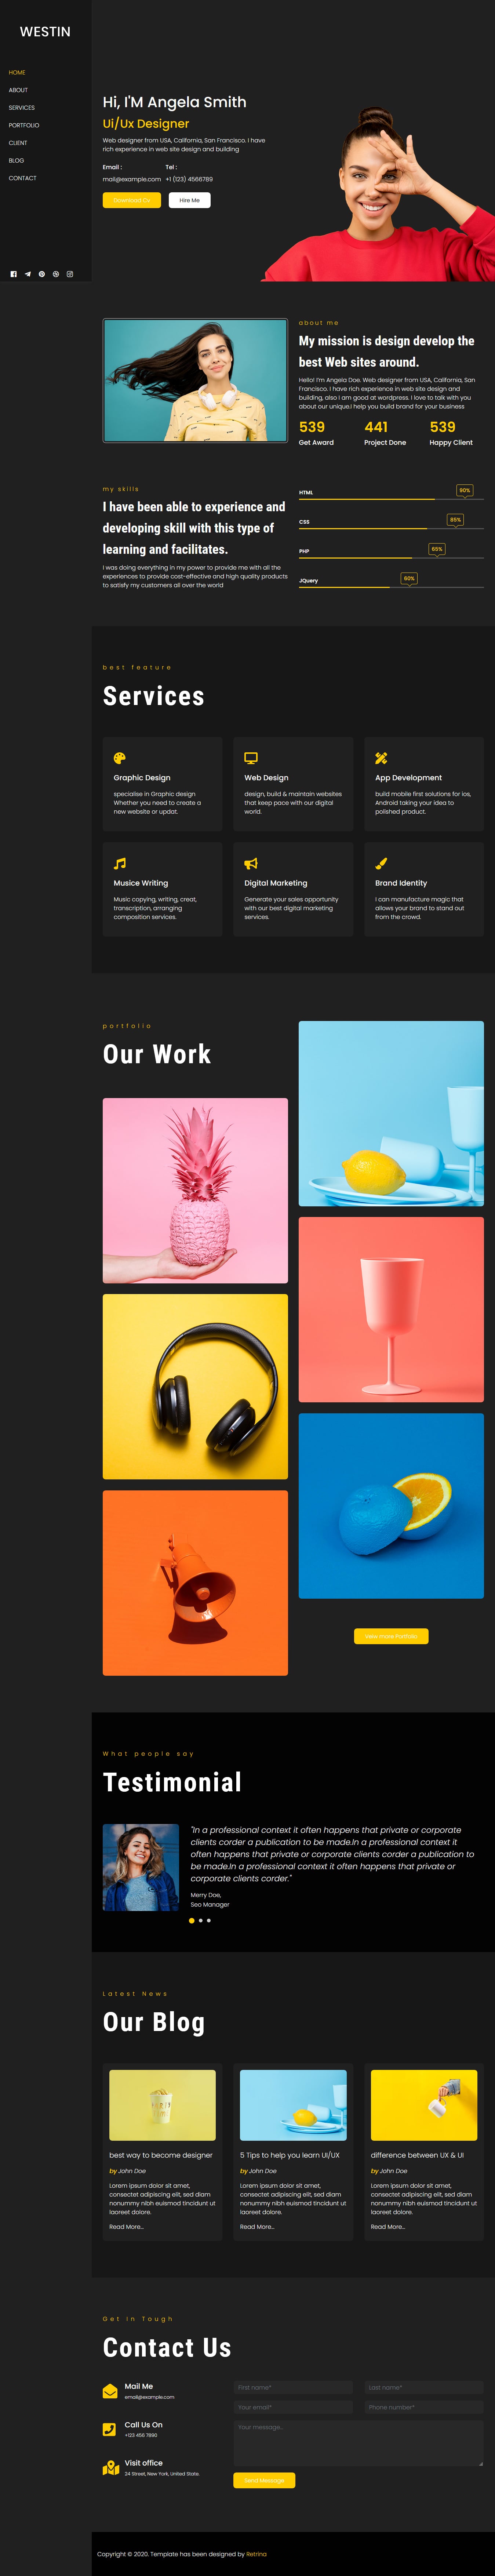 WESTIN
HOME
ABOUT
SERVICES
PORTFOLIO
CLIENT
BLOG
CONTACT
Hi, I'M Angela Smith
Ui/Ux Designer
Web designer from USA, California, San Francisco. I have
rich experience in web site design and building
Email :
Tel :
mail@example.com
+1 (123) 4566789
Download Cv
Hire Me
about me
My mission is design develop the
best Web sites around.
Hello! I'm Angela Doe. Web designer from USA, California, San
Francisco. I have rich experience in web site design and
building, also i am good at wordpress. I love to talk with you
about our unique.I help you build brand for your business
539
441
539
Get Award
Project Done
Happy Client
my skills
I have been able to experience and
developing skill with this type of
learning and facilitates.
I was doing everything in my power to provide me with all the
experiences to provide cost-effective and high quality products
to satisfy my customers all over the world
HTML
90%
CSS
85%
PHP
65%
JQuery
60%
best feature
Services
Graphic Design
specialise in Graphic design
Whether you need to create a
new website or updat.
Web Design
design, build & maintain websites
that keep pace with our digital
world.
App Development
build mobile first solutions for ios,
Android taking your idea to
polished product.
Musice Writing
Music copying, writing, creat,
transcription, arranging
composition services.
Digital Marketing
Generate your sales opportunity
with our best digital marketing
services.
Brand Identity
I can manufacture magic that
allows your brand to stand out
from the crowd.
portfolio
Our Work
View more Portfolio
What people say
Testimonial
"In a professional context it often happens that private or corporate
clients corder a publication to be made.In a professional context it
often happens that private or corporate clients corder a publication to
be made.In a professional context it often happens that private or
corporate clients corder."
Merry Doe,
Seo Manager
Latest News
Our Blog
best way to become designer
by John Doe
Lorem ipsum dolor sit amet,
consectet adipiscing elit, sed diam
nonummy nibh euismod tincidunt ut
laoreet dolore.
Read More...
5 Tips to help you learn UI/UX
by John Doe
Lorem ipsum dolor sit amet,
consectet adipiscing elit, sed diam
nonummy nibh euismod tincidunt ut
laoreet dolore.
Read More...
difference between UX & UI
by John Doe
Lorem ipsum dolor sit amet,
consectet adipiscing elit, sed diam
nonummy nibh euismod tincidunt ut
laoreet dolore.
Read More...
Get In Tough
Contact Us
Mail Me
email@example.com
Call Us On
+123 456 7890
Visit office
24 Street, New York, United State.
First name*
Last name*
Your email*
Phone number*
Your message...
Send Message
Copyright © 2020. Template has been designed by Retrina